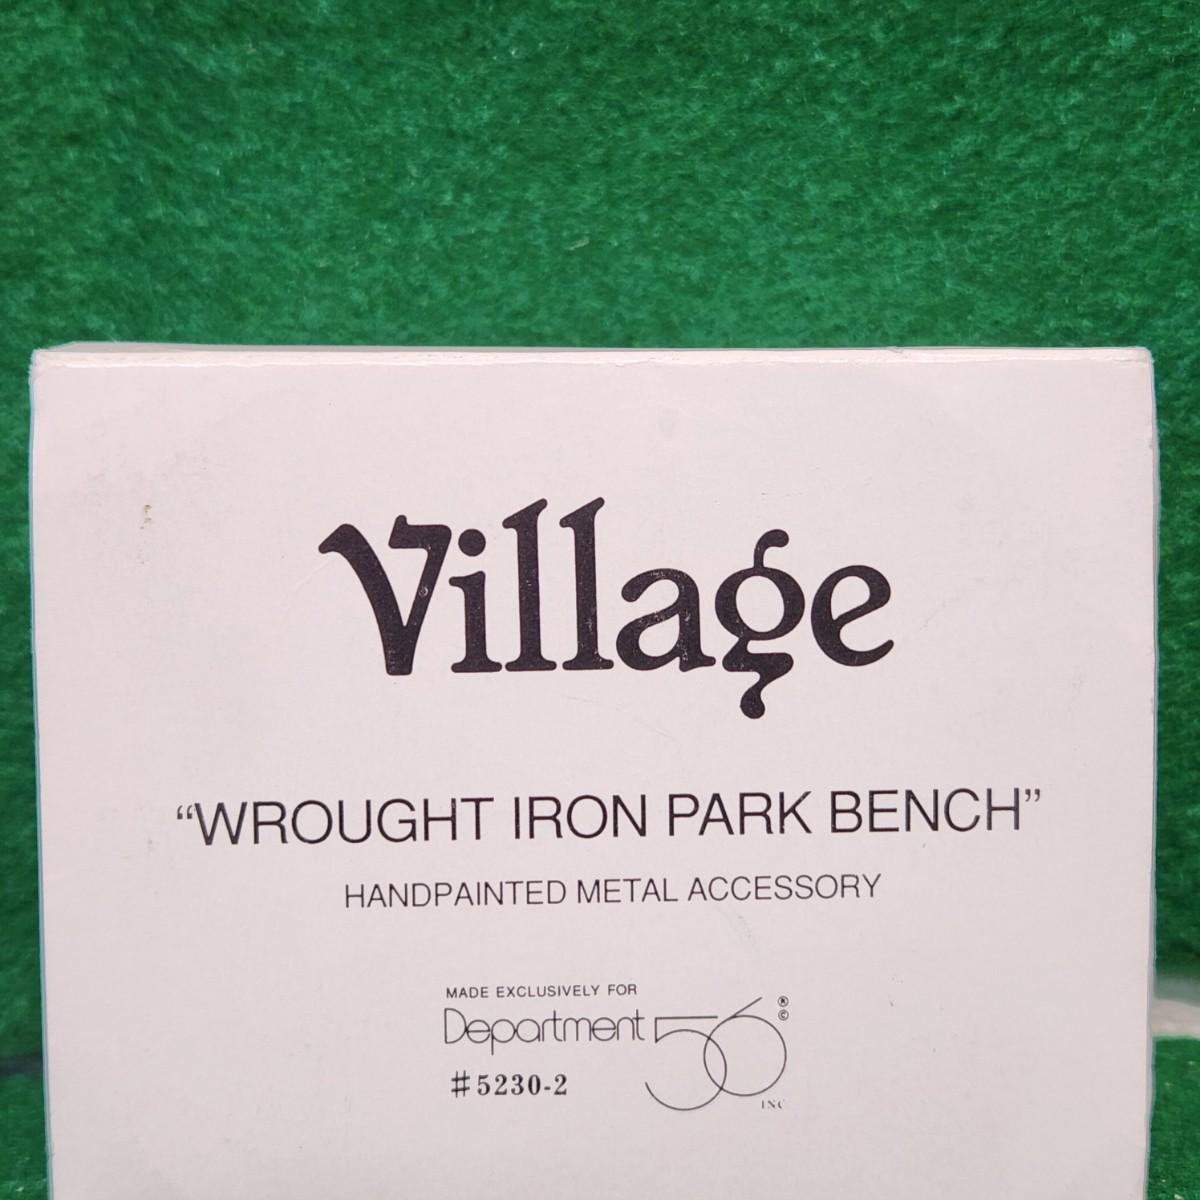 Village
“WROUGHT IRON PARK BENCH”
HANDPAINTED METAL ACCESSORY
MADE EXCLUSIVELY FOR
Department 56 ® ©
#5230-2
INC